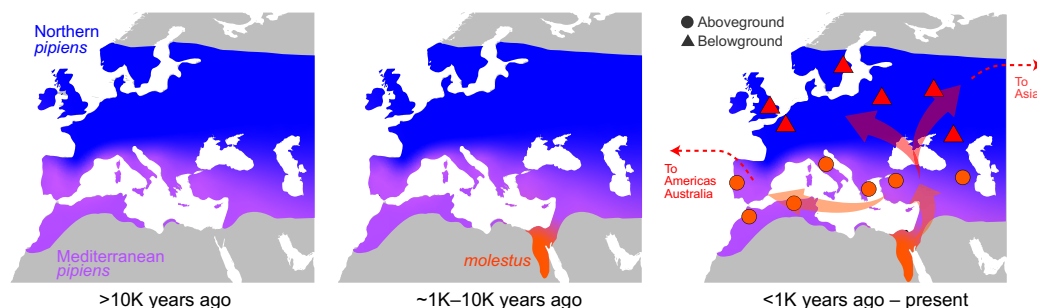 Northern
pipiens
Mediterranean
pipiens
>10K years ago
molestus
~1K–10K years ago
Aboveground
Belowground
To
Asia
To
Americas
Australia
<1K years ago – present